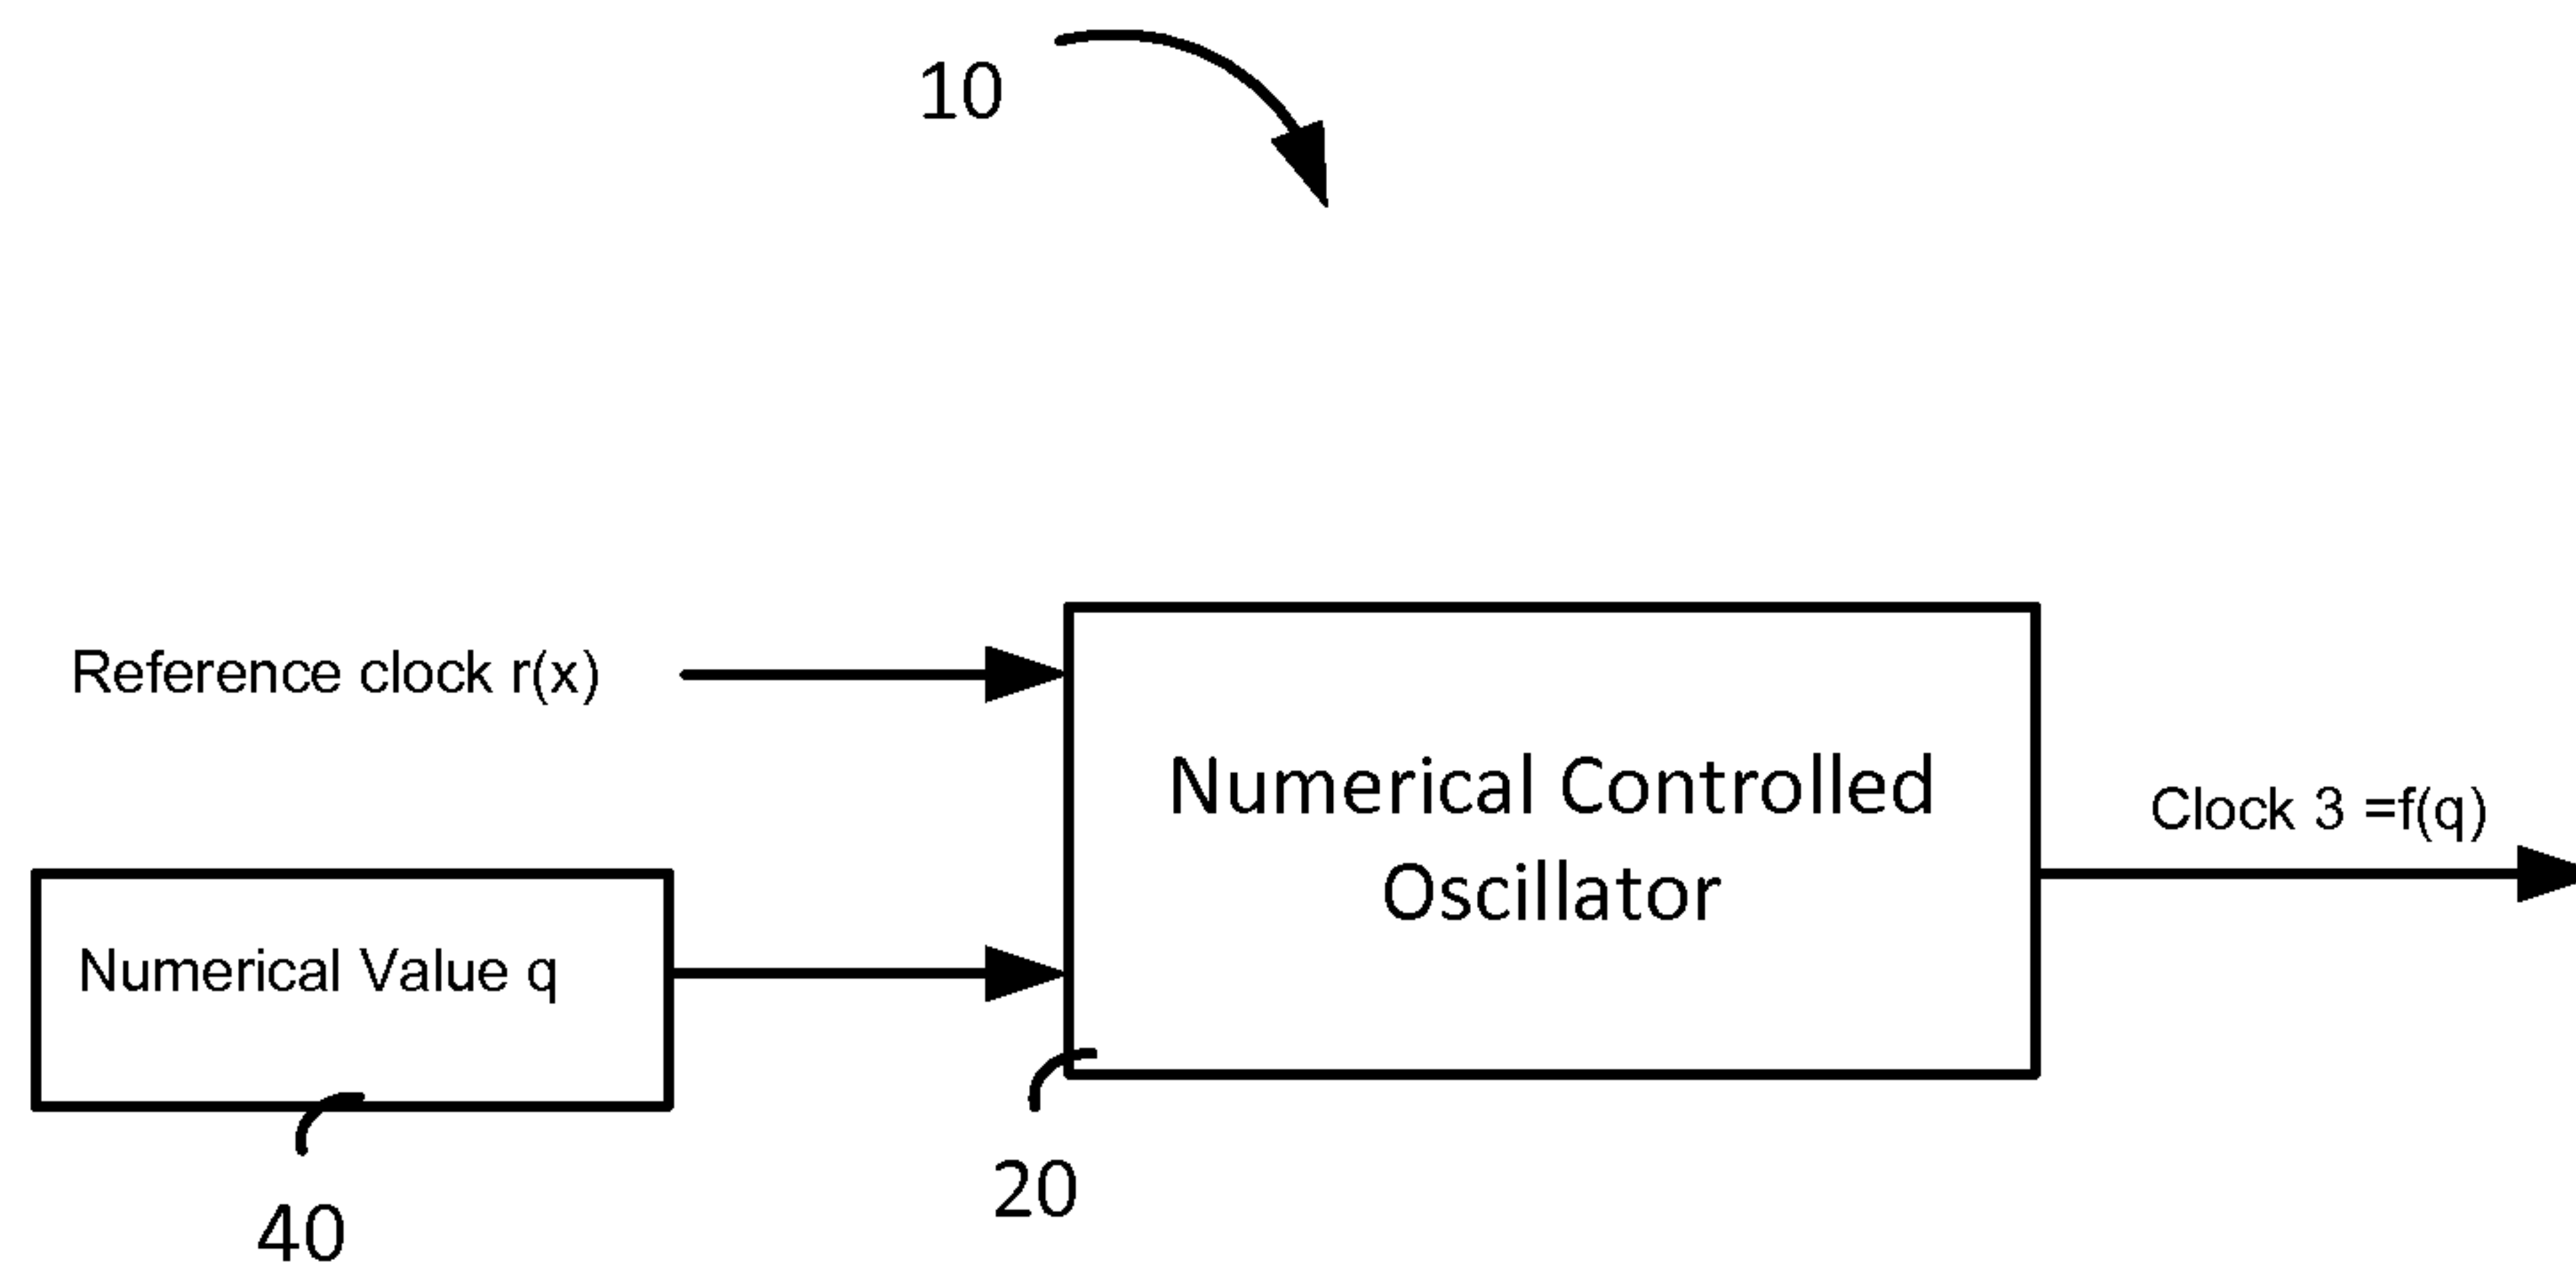 10
Reference clock r(x)
Numerical Controlled
Oscillator
Clock 3 =f(q)
Numerical Value q
20
40